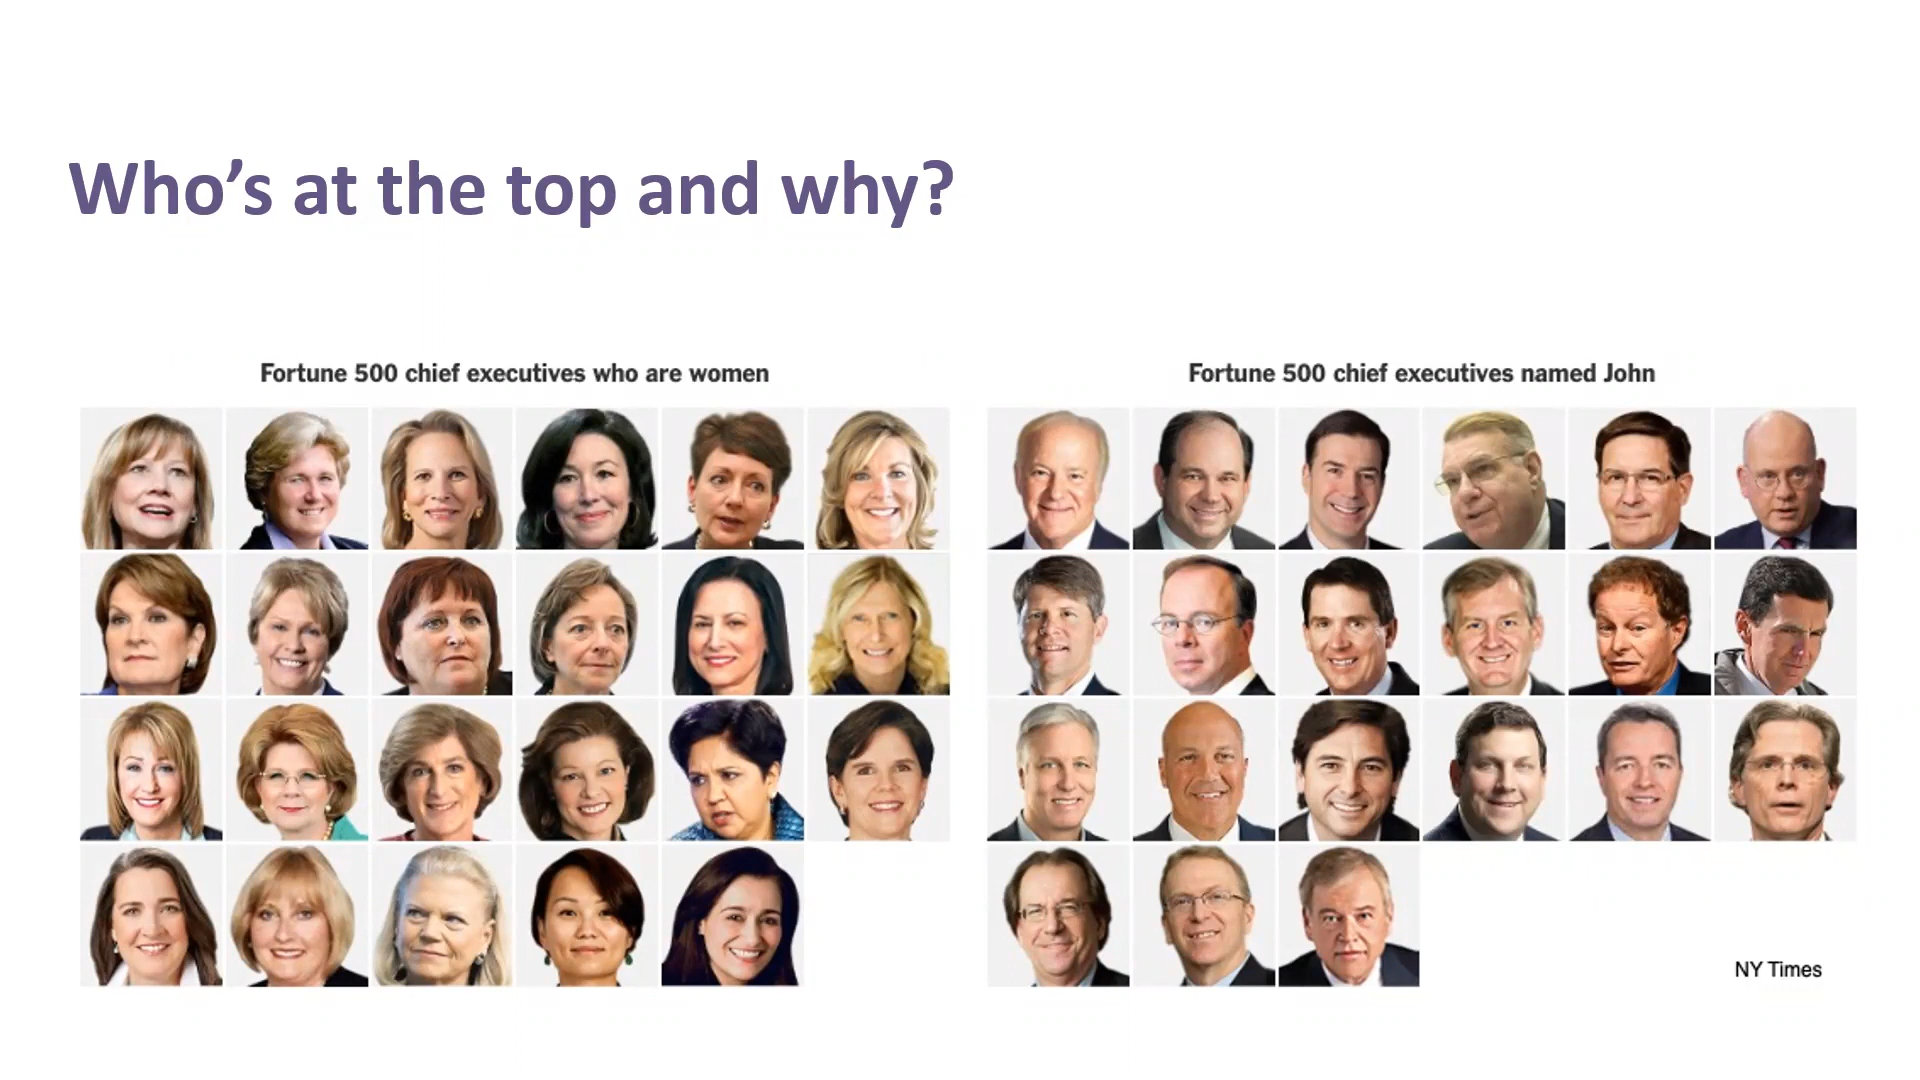 Who’s at the top and why?
Fortune 500 chief executives who are women
Fortune 500 chief executives named John
NY Times